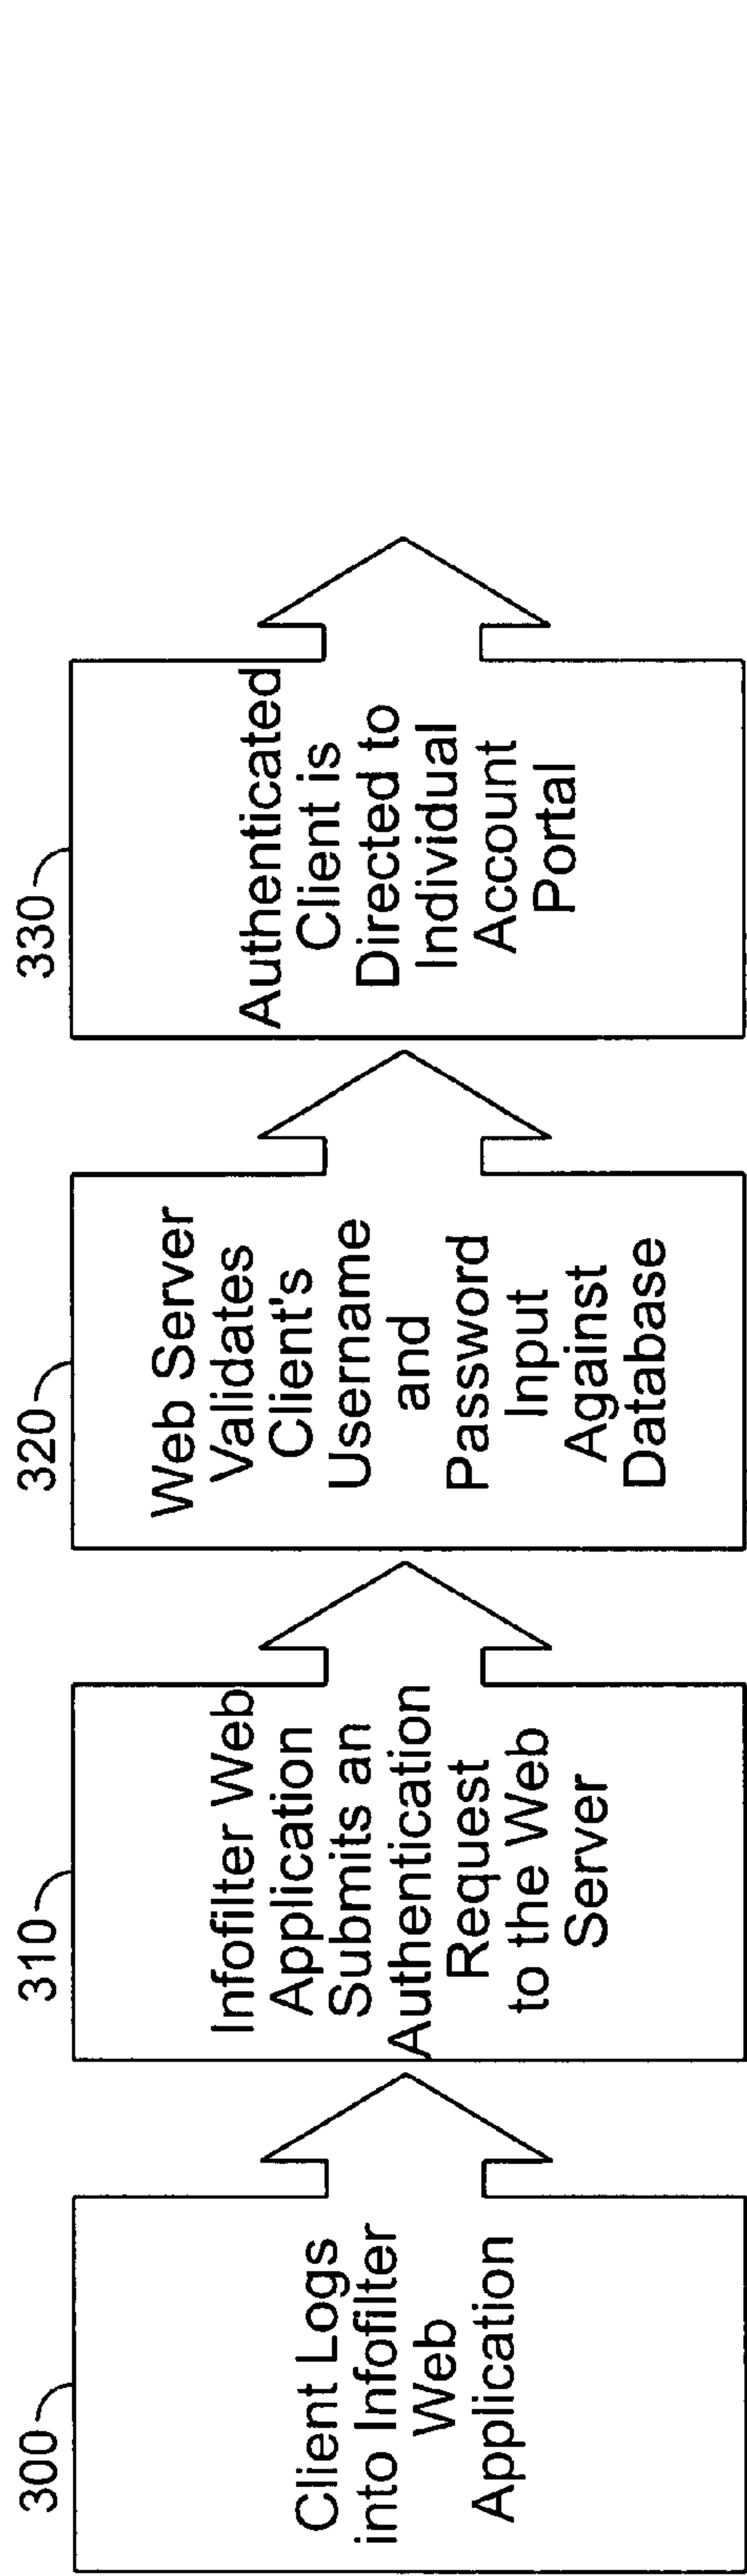 300
Client Logs
into Infofilter
Web
Application
310
Infofilter Web
Application
Submits an
Authentication
Request
to the Web
Server
320
Web Server
Validates
Client's
Username
and
Password
Input
Against
Database
330
Authenticated
Client is
Directed to
Individual
Account
Portal